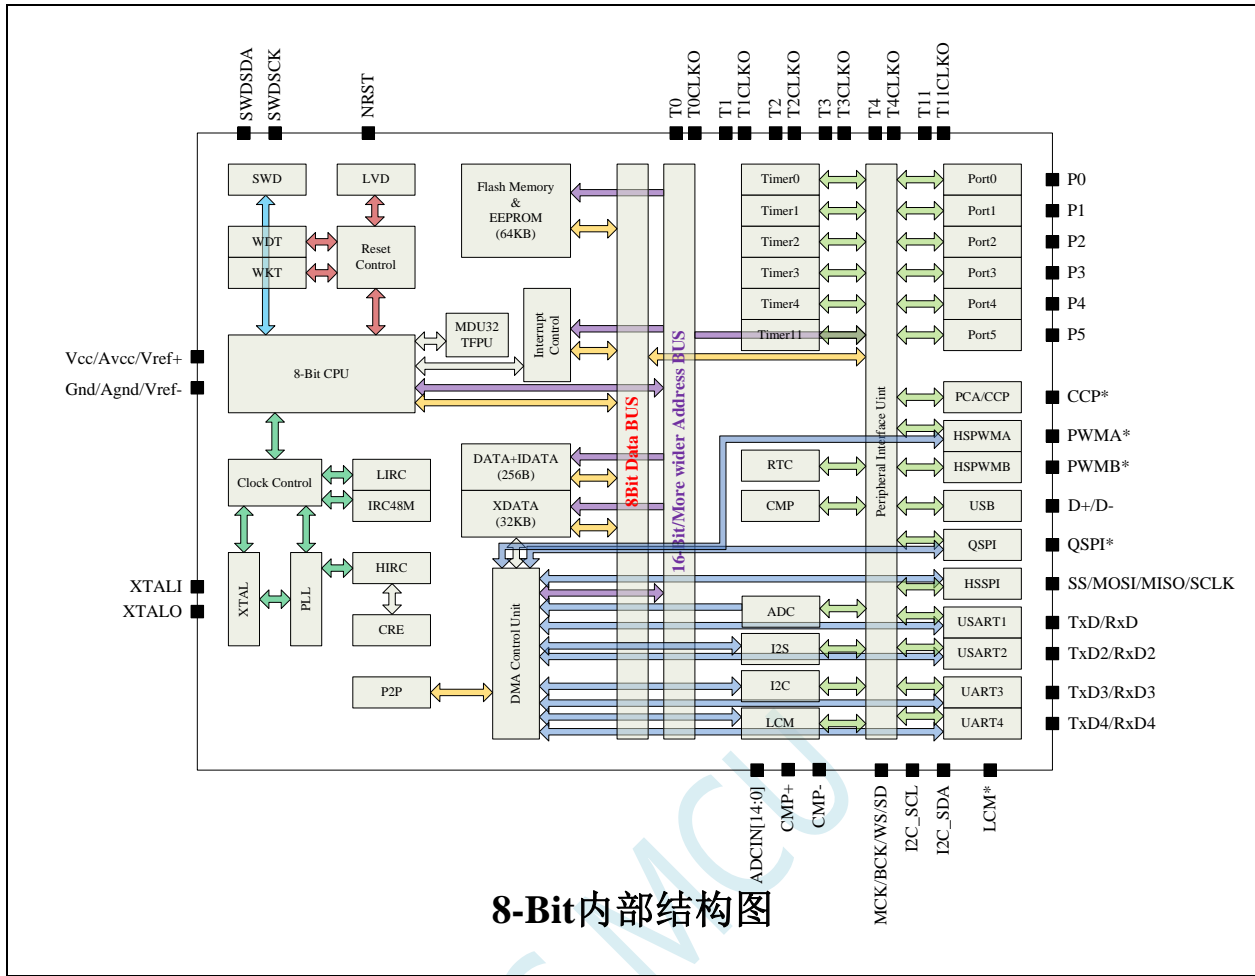 SWDSDA
SWDSCK
NRST
T0
T0CLKO
T1
T1CLKO
T2
T2CLKO
T3
T3CLKO
T4
T4CLKO
T11
T11CLKO
SWD
LVD
WDT
WKT
Reset
Control
Flash Memory
&
EEPROM
(64KB)
Timer0
Timer1
Timer2
Timer3
Timer4
Timer11
Port0
Port1
Port2
Port3
Port4
Port5
P0
P1
P2
P3
P4
P5
Vcc/Avcc/Vref+
Gnd/Agnd/Vref-
8-Bit CPU
MDU32
TFPU
Interrupt
Control
8Bit Data BUS
16-Bit/More wider Address BUS
Peripheral Interface Uint
PCA/CCP
HSPWMA
HSPWMB
USB
QSPI
HSSPI
USART1
USART2
UART3
UART4
CCP*
PWMA*
PWMB*
D+/D-
QSPI*
SS/MOSI/MISO/SCLK
TxD/RxD
TxD2/RxD2
TxD3/RxD3
TxD4/RxD4
Clock Control
LIRC
IRC48M
DATA+IDATA
(256B)
XDATA
(32KB)
RTC
CMP
XTALI
XTALO
XTAL
PLL
HIRC
CRE
P2P
DMA Control Unit
ADC
I2S
I2C
LCM
ADCIN[14:0]
CMP+
CMP-
MCK/BCK/WS/SD
I2C_SCL
I2C_SDA
LCM*
8-Bit内部结构图
MCU